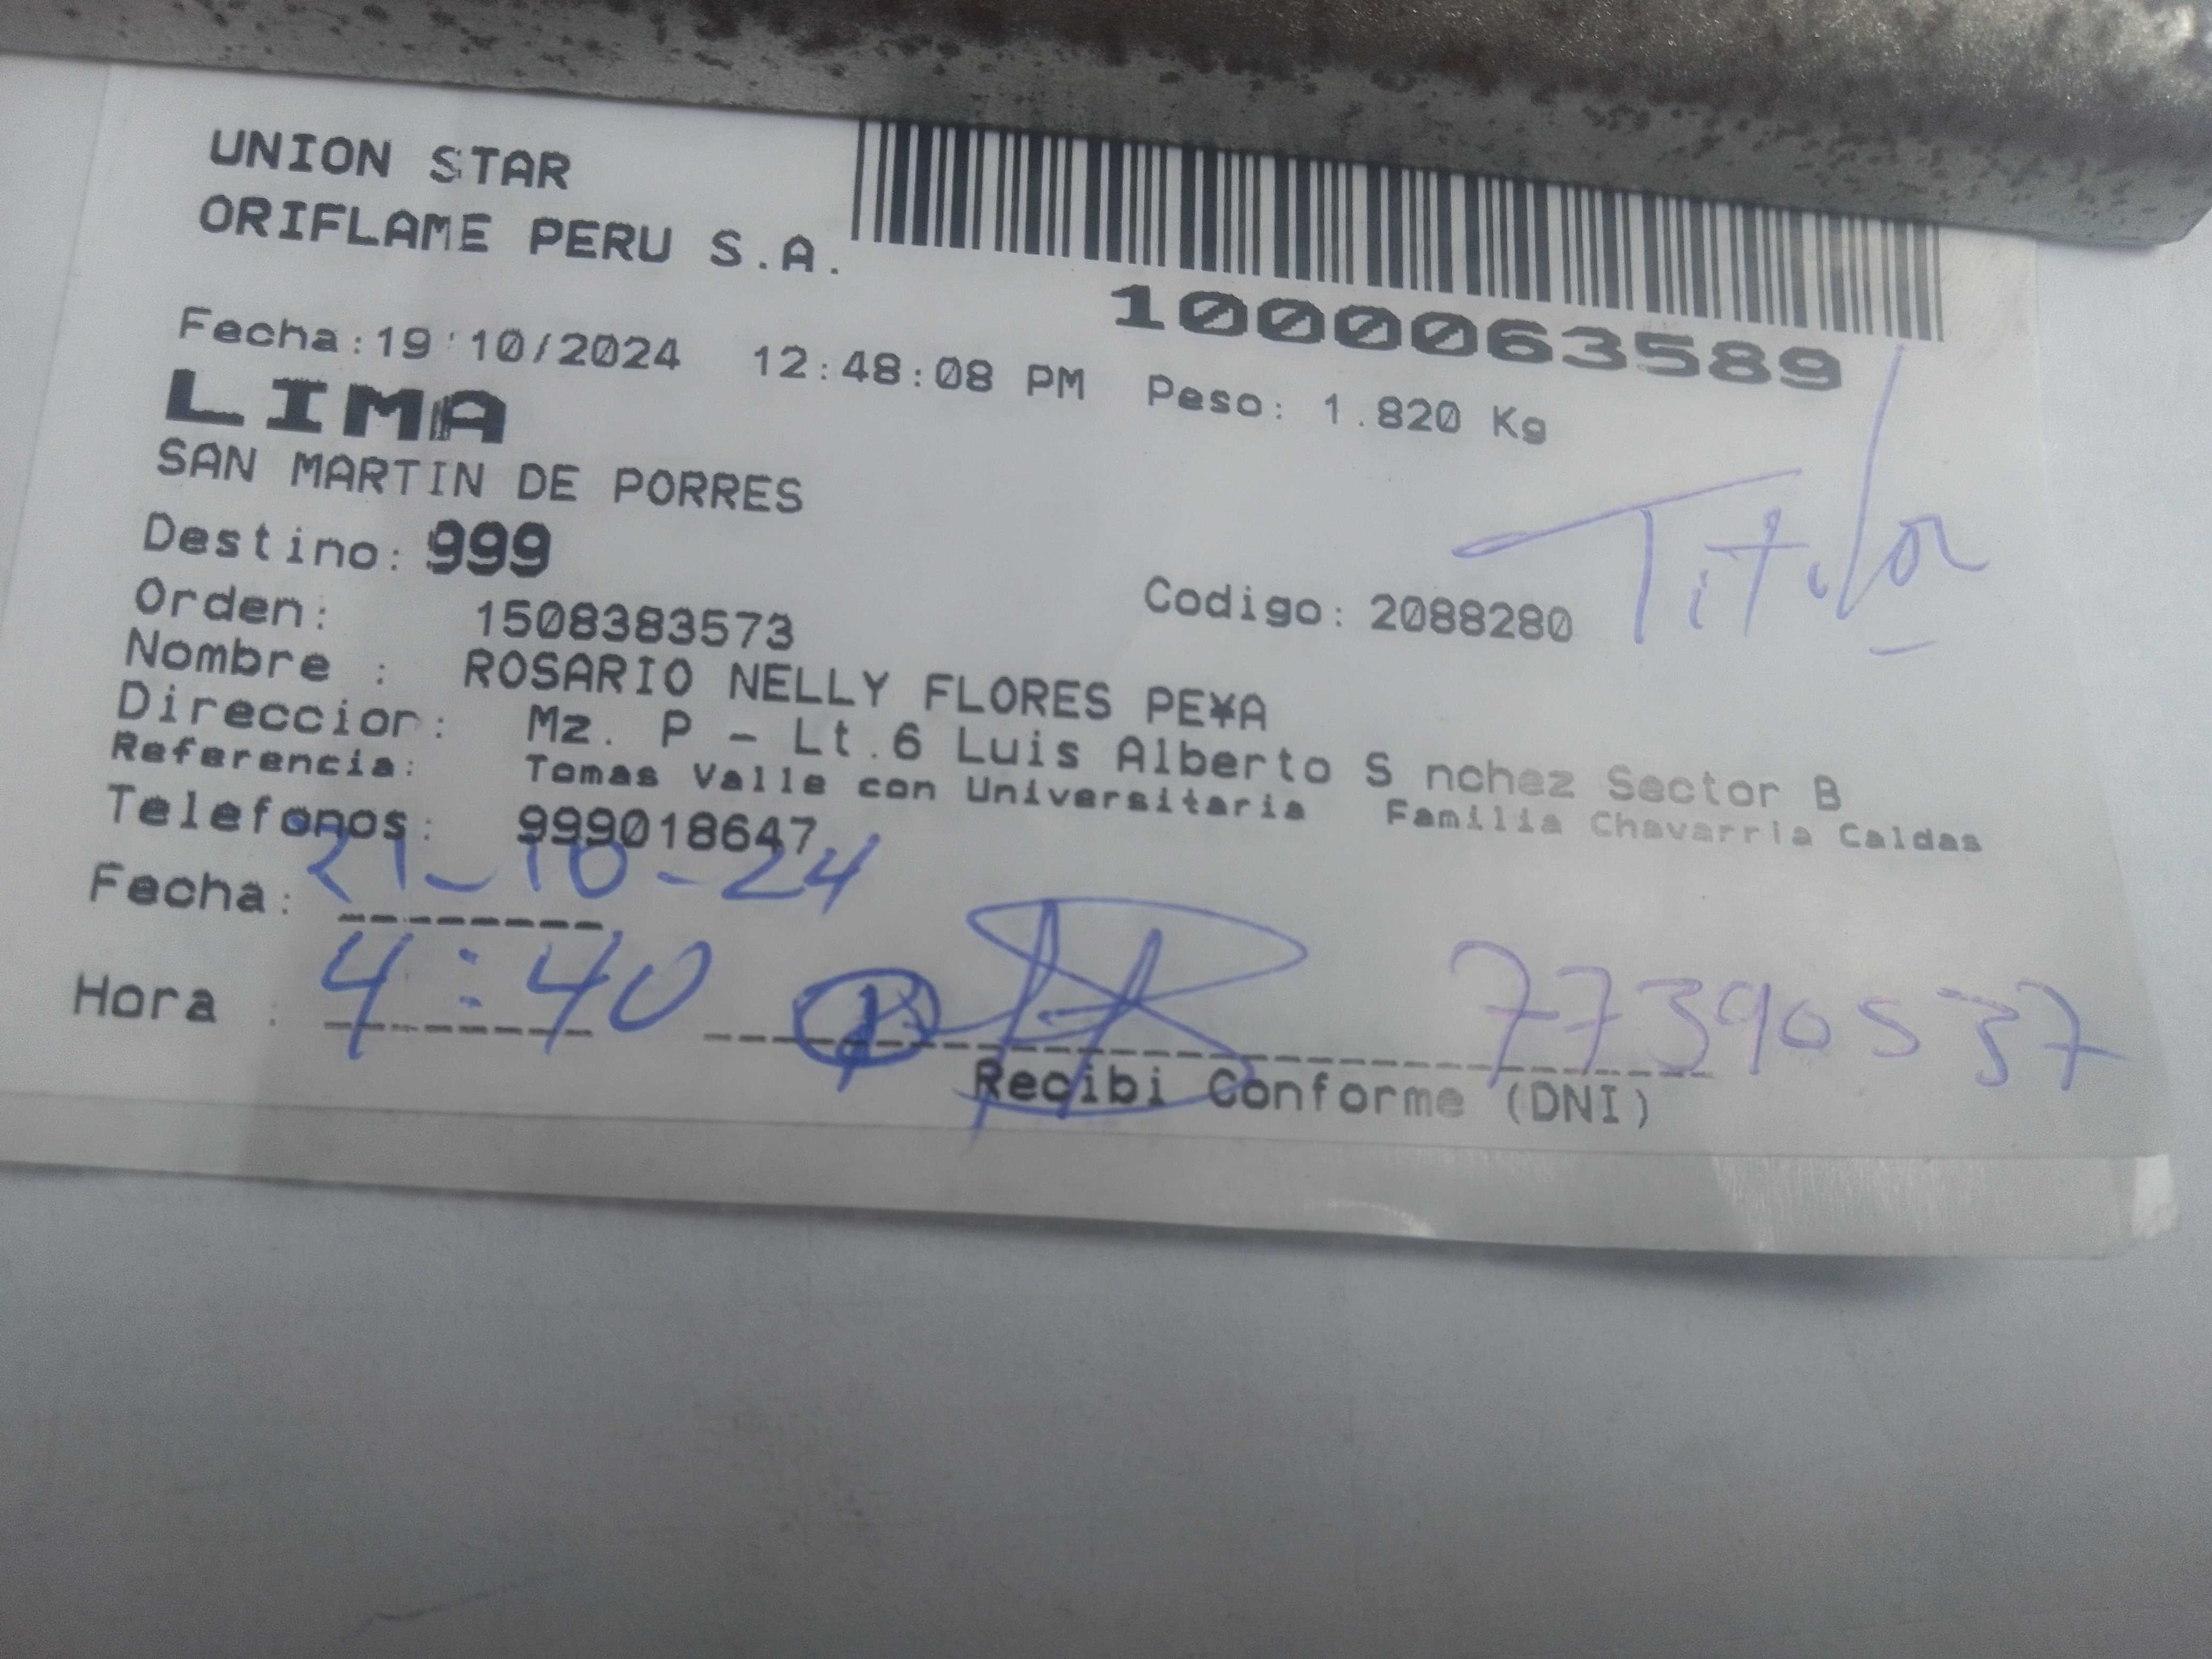 UNION STAR
ORIFLAME PERU S.A.
1000063589
Fecha:19 10/2024 12:48:08 PM Peso: 1.820 Kg
LIMA
SAN MARTIN DE PORRES
Destino: 999
Titular
Orden: 1508383573 Codigo: 2088280
Nombre : ROSARIO NELLY FLORES PE¥A
Direccior: Mz. P - Lt.6 Luis Alberto S nchez Sector B
Referencia: Tomas Valle con Universitaria Familia Chavarria Caldas
Telefonos: 999018647
Fecha: 21-10-24
Hora : 4:40
77390537
Recibi Conforme (DNI)